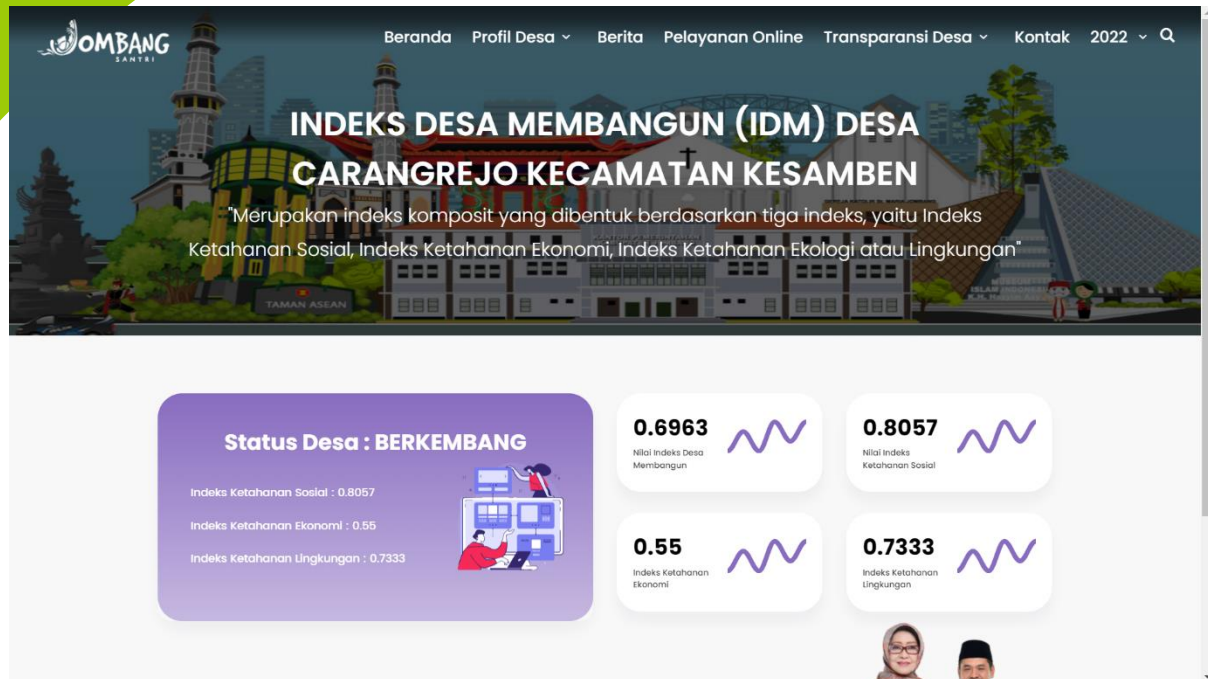 JOMBANG
SANTRI
Beranda Profil Desa Berita Pelayanan Online Transparansi Desa Kontak 2022
INDEKS DESA MEMBANGUN (IDM) DESA
CARANGREJO KECAMATAN KESAMBEN
"Merupakan indeks komposit yang dibentuk berdasarkan tiga indeks, yaitu Indeks
Ketahanan Sosial, Indeks Ketahanan Ekonomi, Indeks Ketahanan Ekologi atau Lingkungan"
TAMAN ASEAN
Status Desa : BERKEMBANG
Indeks Ketahanan Sosial : 0.8057
Indeks Ketahanan Ekonomi : 0.55
Indeks Ketahanan Lingkungan : 0.7333
0.6963
Nilai Indeks Desa
Membangun
0.8057
Nilai Indeks
Ketahanan Sosial
0.55
Indeks Ketahanan
Ekonomi
0.7333
Indeks Ketahanan
Lingkungan